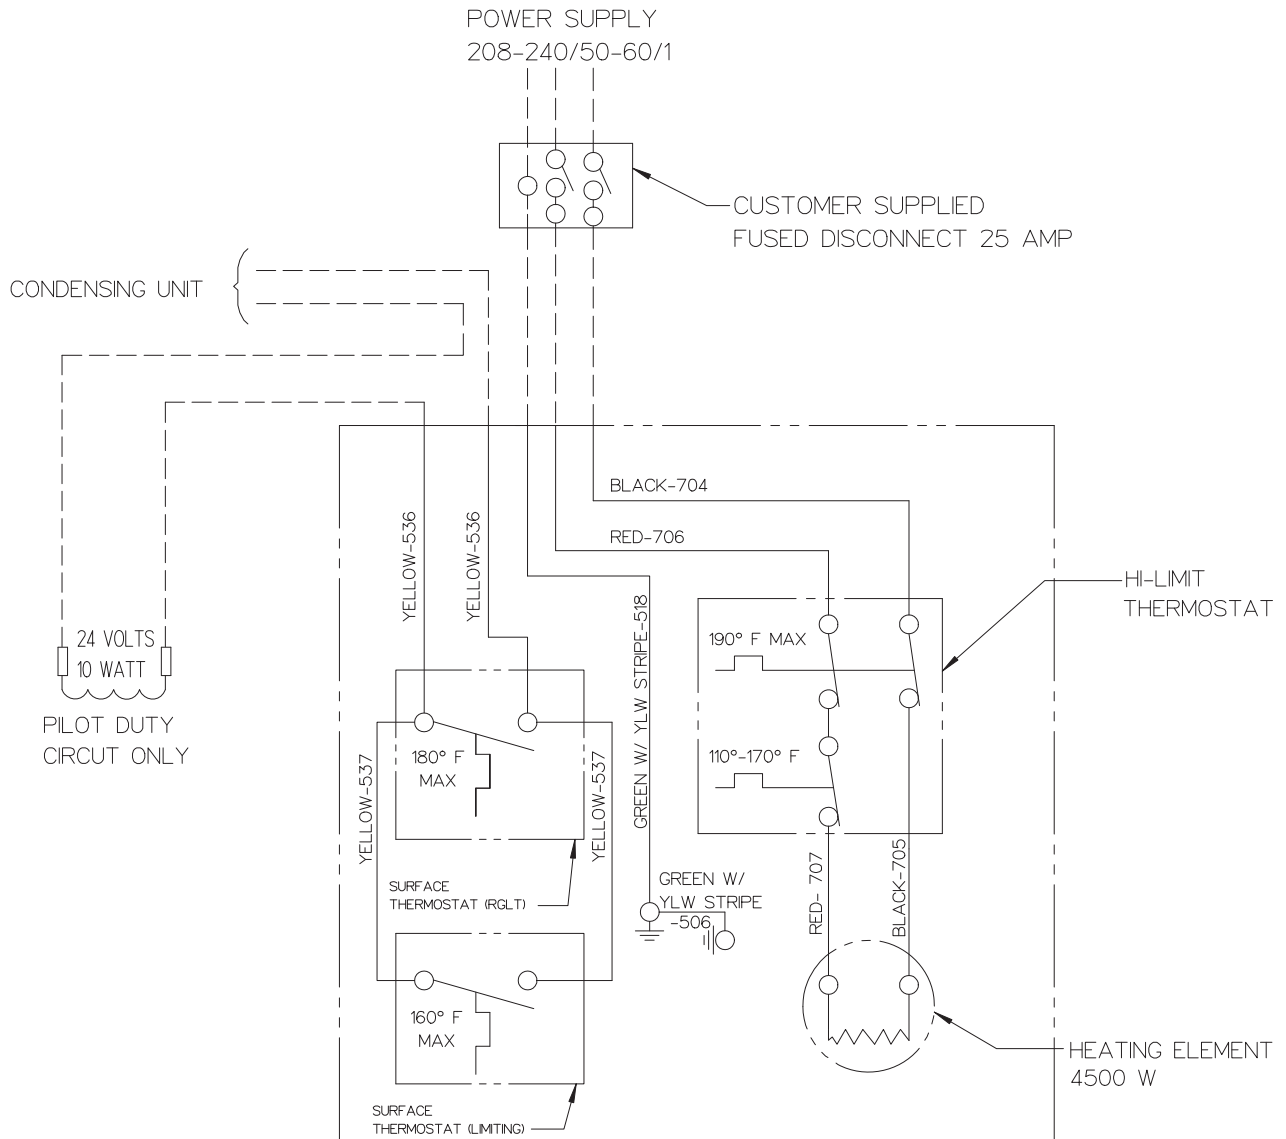 POWER SUPPLY
208-240/50-60/1
CUSTOMER SUPPLIED
FUSED DISCONNECT 25 AMP
CONDENSING UNIT
BLACK-704
RED-706
YELLOW-536
YELLOW-536
GREEN W/ YLW STRIPE-518
HI-LIMIT
THERMOSTAT
190° F MAX
24 VOLTS
10 WATT
PILOT DUTY
CIRCUT ONLY
180° F
MAX
110°-170° F
YELLOW-537
YELLOW-537
SURFACE
THERMOSTAT (RGLT)
GREEN W/
YLW STRIPE
-506
RED- 707
BLACK-705
160° F
MAX
HEATING ELEMENT
4500 W
SURFACE
THERMOSTAT (LIMITING)